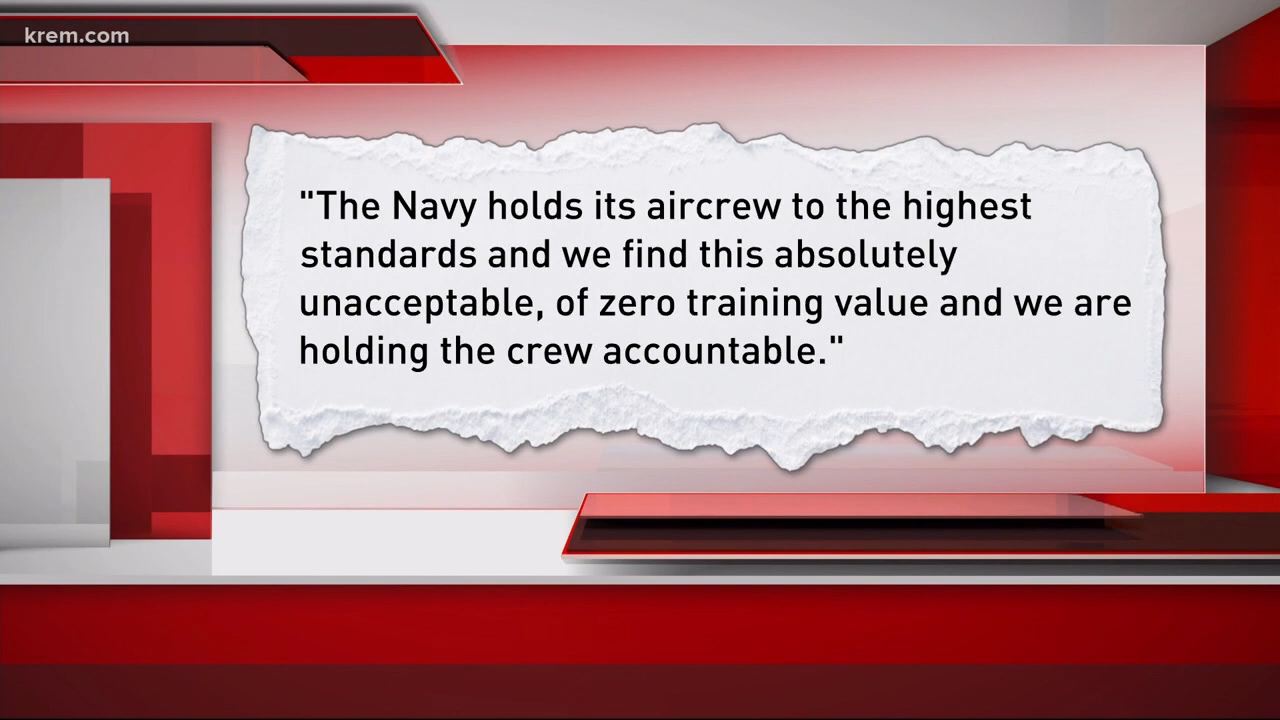 krem.com
"The Navy holds its aircrew to the highest
standards and we find this absolutely
unacceptable, of zero training value and we are
holding the crew accountable."